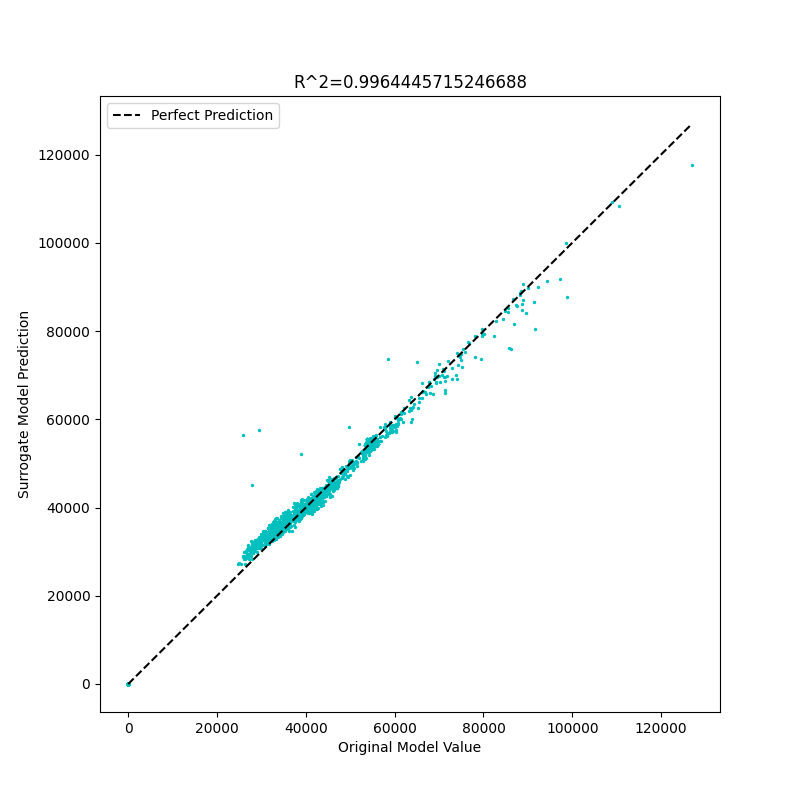 R^2=0.9964445715246688
Perfect Prediction
120000
100000
80000
60000
40000
20000
0
Surrogate Model Prediction
0 20000 40000 60000 80000 100000 120000
Original Model Value